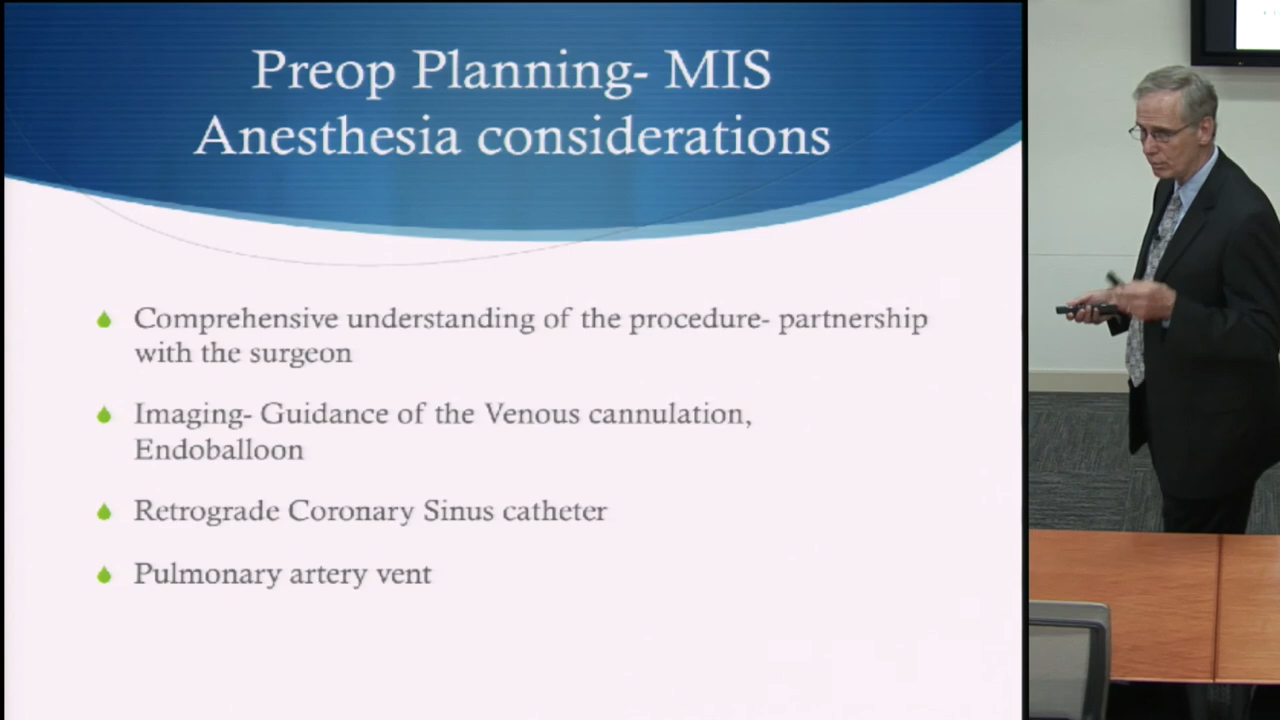 Preop Planning- MIS
Anesthesia considerations
Comprehensive understanding of the procedure- partnership
with the surgeon
Imaging- Guidance of the Venous cannulation,
Endoballoon
Retrograde Coronary Sinus catheter
Pulmonary artery vent